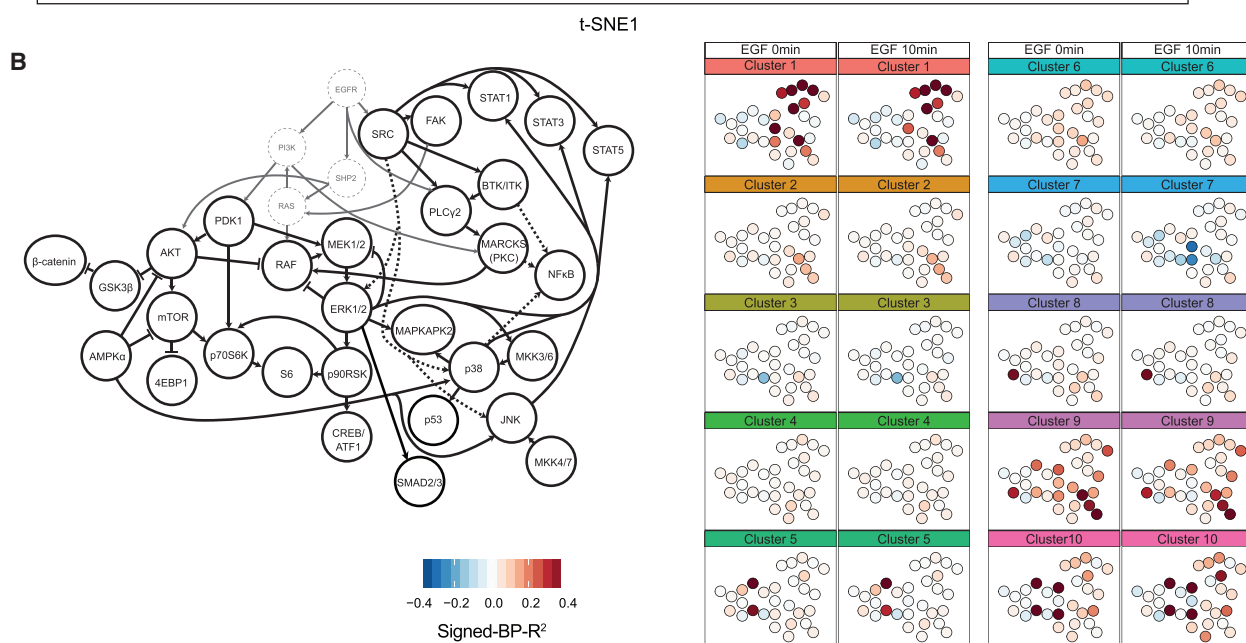 t-SNE1
B
EGFR
PI3K
SHP2
RAS
SRC
FAK
STAT1
STAT3
STAT5
BTK/ITK
PLCγ2
MARCKS
(PKC)
NFκB
PDK1
AKT
β-catenin
GSK3β
RAF
MEK1/2
ERK1/2
mTOR
AMPKα
4EBP1
p70S6K
S6
p90RSK
MAPKAPK2
p38
MKK3/6
p53
JNK
MKK4/7
CREB/
ATF1
SMAD2/3
−0.4 −0.2 0.0 0.2 0.4
Signed-BP-R²
EGF 0min EGF 10min
Cluster 1 Cluster 1
Cluster 2 Cluster 2
Cluster 3 Cluster 3
Cluster 4 Cluster 4
Cluster 5 Cluster 5
EGF 0min EGF 10min
Cluster 6 Cluster 6
Cluster 7 Cluster 7
Cluster 8 Cluster 8
Cluster 9 Cluster 9
Cluster10 Cluster 10